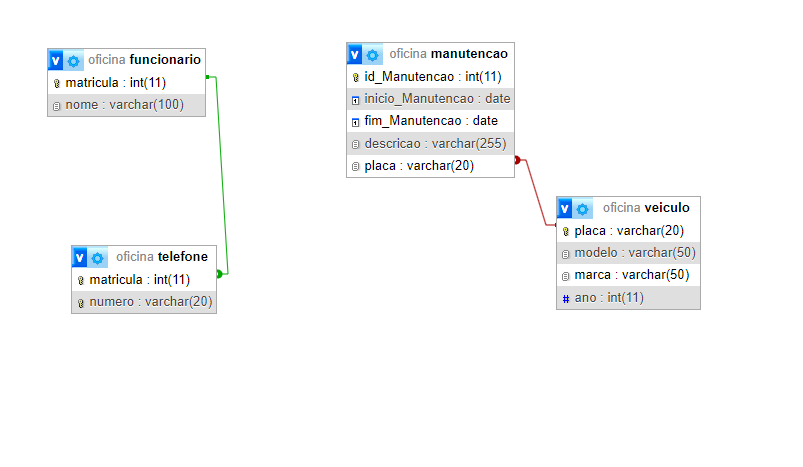 v oficina funcionario
matricula : int(11)
nome : varchar(100)
v oficina telefone
matricula : int(11)
numero : varchar(20)
v oficina manutencao
id_Manutencao : int(11)
inicio_Manutencao : date
fim_Manutencao : date
descricao : varchar(255)
placa : varchar(20)
v oficina veiculo
placa : varchar(20)
modelo : varchar(50)
marca : varchar(50)
# ano : int(11)